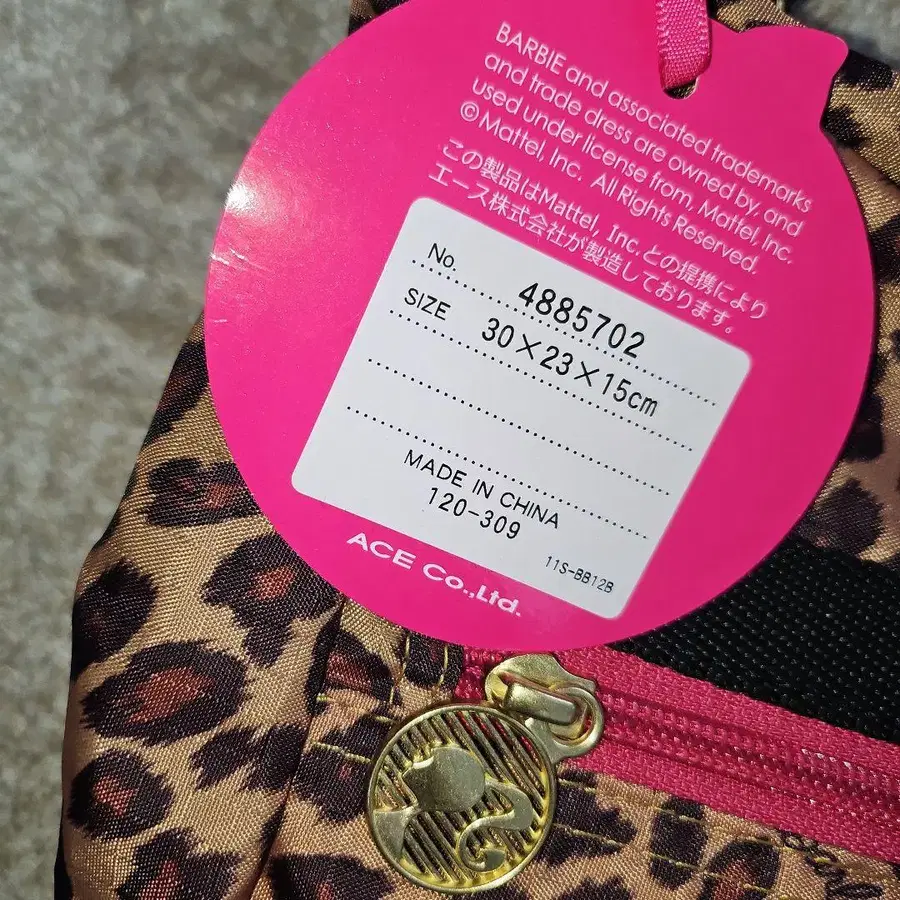 BARBIE and associated trademarks
and trade dress are owned by, and
used under license from, Mattel, Inc.
©Mattel, Inc. All Rights Reserved.
この製品はMattel, Inc.との提携により
エース株式会社が製造しております。
No. 4885702
SIZE 30×23×15cm
MADE IN CHINA
120-309
11S-BB12B
ACE Co.,Ltd.